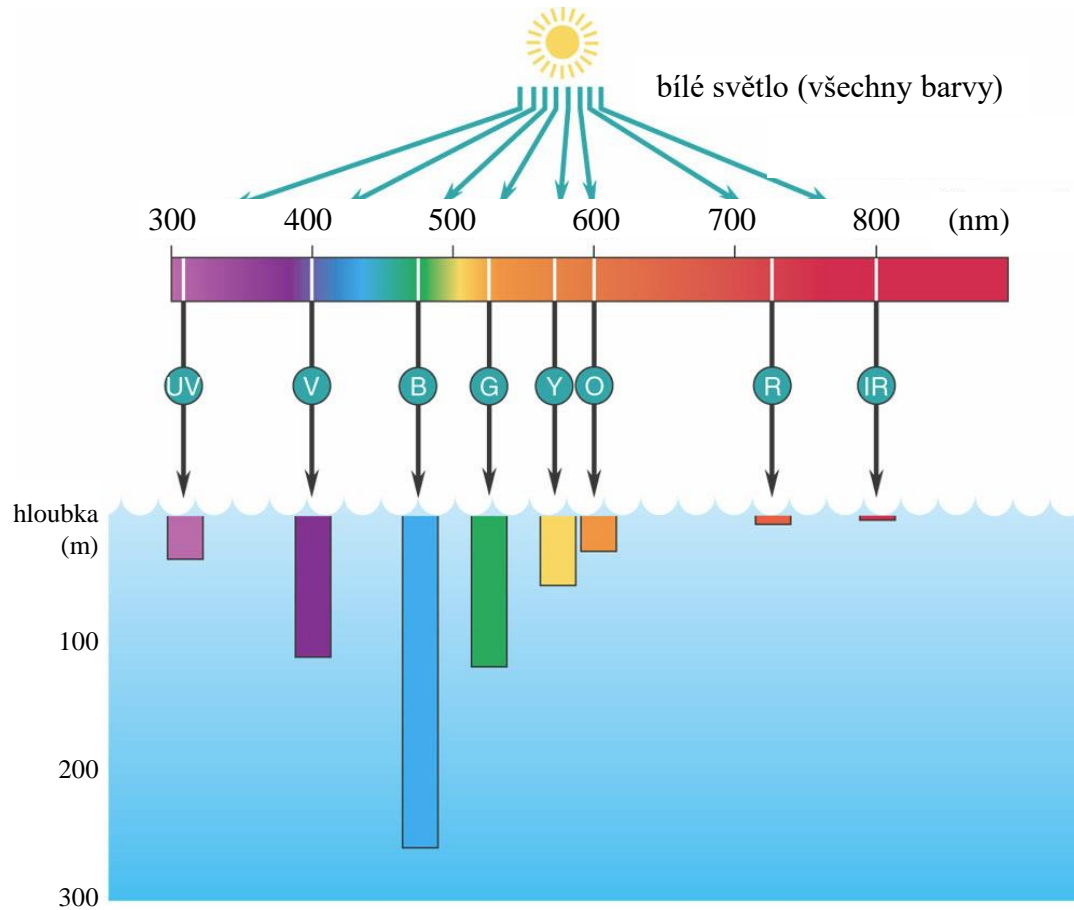 bílé světlo (všechny barvy)
300 400 500 600 700 800 (nm)
UV V B G Y O R IR
hloubka
(m)
100
200
300